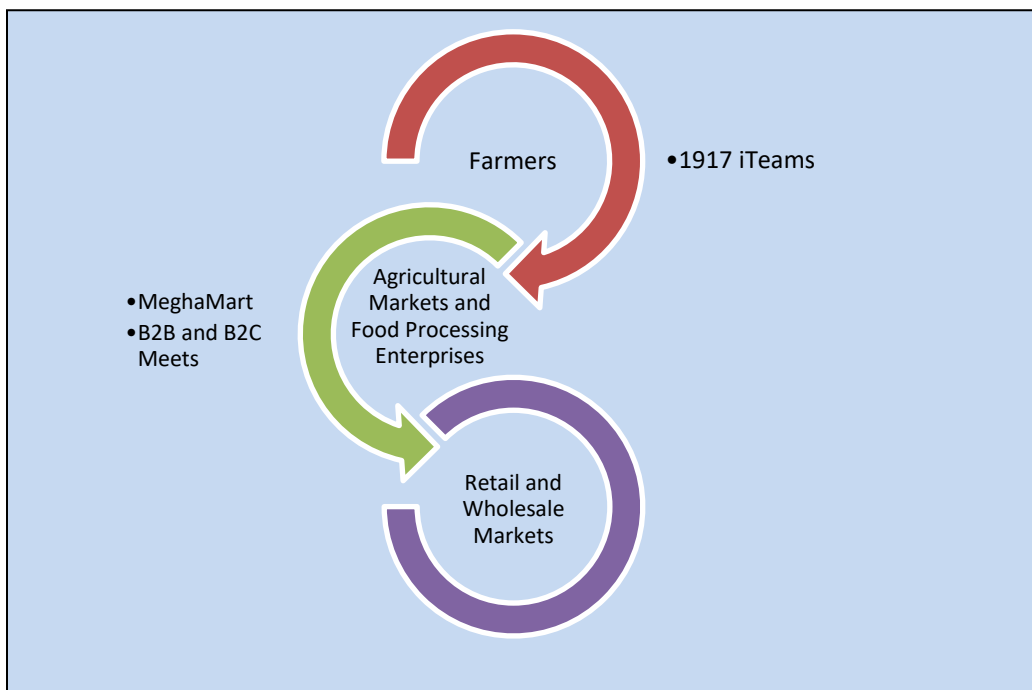 Farmers
•1917 iTeams
Agricultural
Markets and
Food Processing
Enterprises
•MeghaMart
•B2B and B2C
Meets
Retail and
Wholesale
Markets